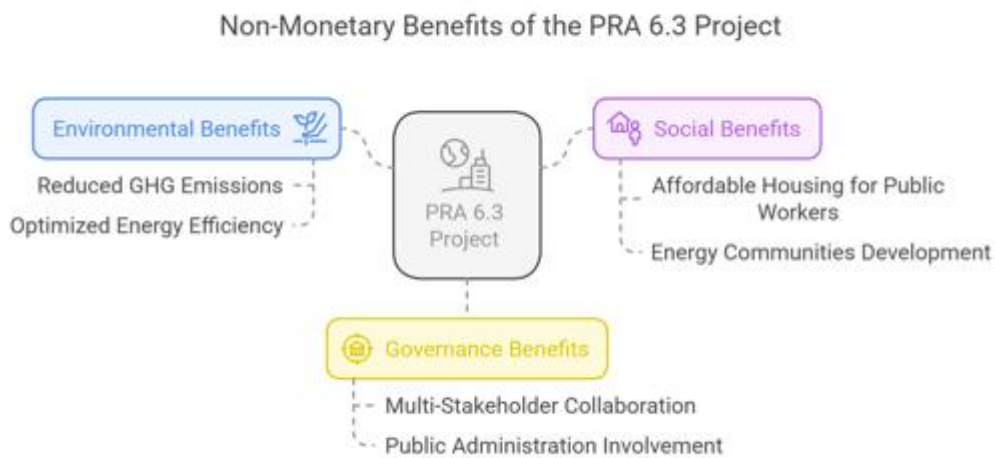 Non-Monetary Benefits of the PRA 6.3 Project
Environmental Benefits
Reduced GHG Emissions
Optimized Energy Efficiency
PRA 6.3
Project
Social Benefits
Affordable Housing for Public
Workers
Energy Communities Development
Governance Benefits
Multi-Stakeholder Collaboration
Public Administration Involvement